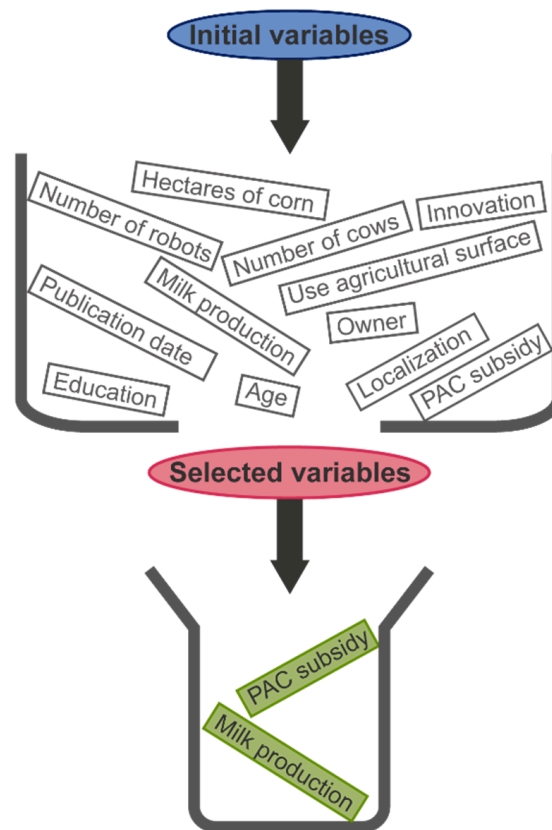 Initial variables
Hectares of corn
Number of robots
Number of cows
Innovation
Use agricultural surface
Milk production
Publication date
Owner
Localization
PAC subsidy
Education
Age
Selected variables
PAC subsidy
Milk production